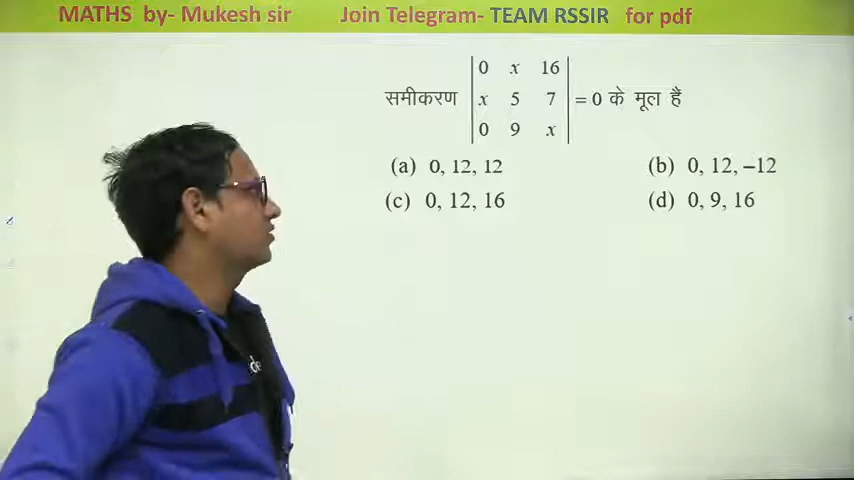 MATHS by- Mukesh sir Join Telegram- TEAM RSSIR for pdf
समीकरण | 0 x 16 |
| x 5 7 | = 0 के मूल हैं
| 0 9 x |
(a) 0, 12, 12 (b) 0, 12, –12
(c) 0, 12, 16 (d) 0, 9, 16